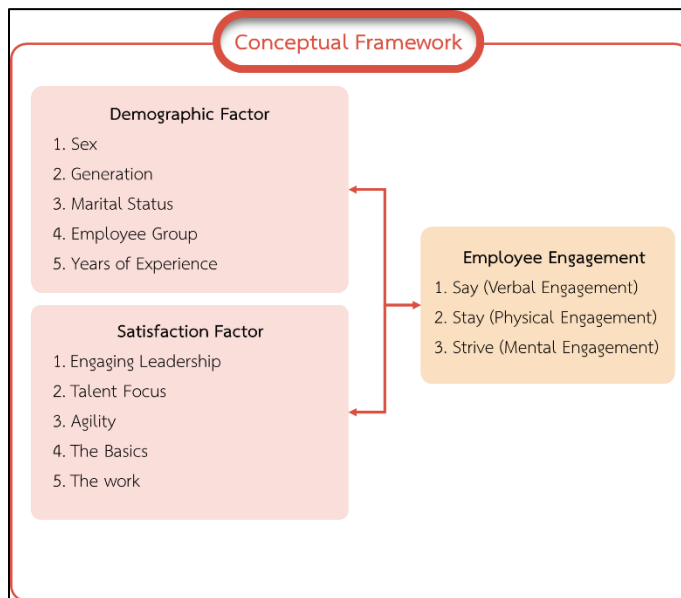 Conceptual Framework
Demographic Factor
1. Sex
2. Generation
3. Marital Status
4. Employee Group
5. Years of Experience
Satisfaction Factor
1. Engaging Leadership
2. Talent Focus
3. Agility
4. The Basics
5. The work
Employee Engagement
1. Say (Verbal Engagement)
2. Stay (Physical Engagement)
3. Strive (Mental Engagement)